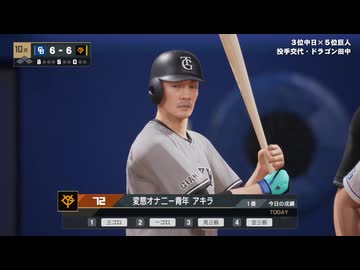 10表 6 - 6
B S O
3位中日×5位巨人
投手交代・ドラゴン田中
TG
GIANTS
72 変態オナニー青年 アキラ 1番 今日の成績
TODAY
1 三ゴロ 2 一ゴロ 3 見三振 4 空三振